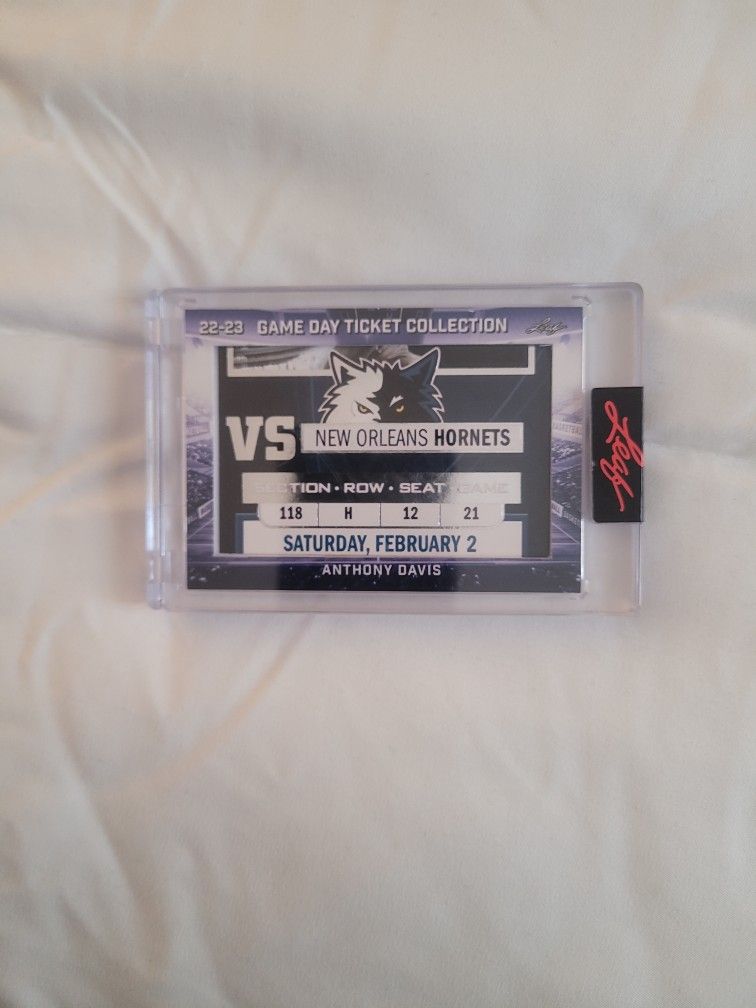 22-23 GAME DAY TICKET COLLECTION Leaf
VS
NEW ORLEANS HORNETS
SECTION • ROW • SEAT GAME
118 H 12 21
SATURDAY, FEBRUARY 2
ANTHONY DAVIS
Leaf